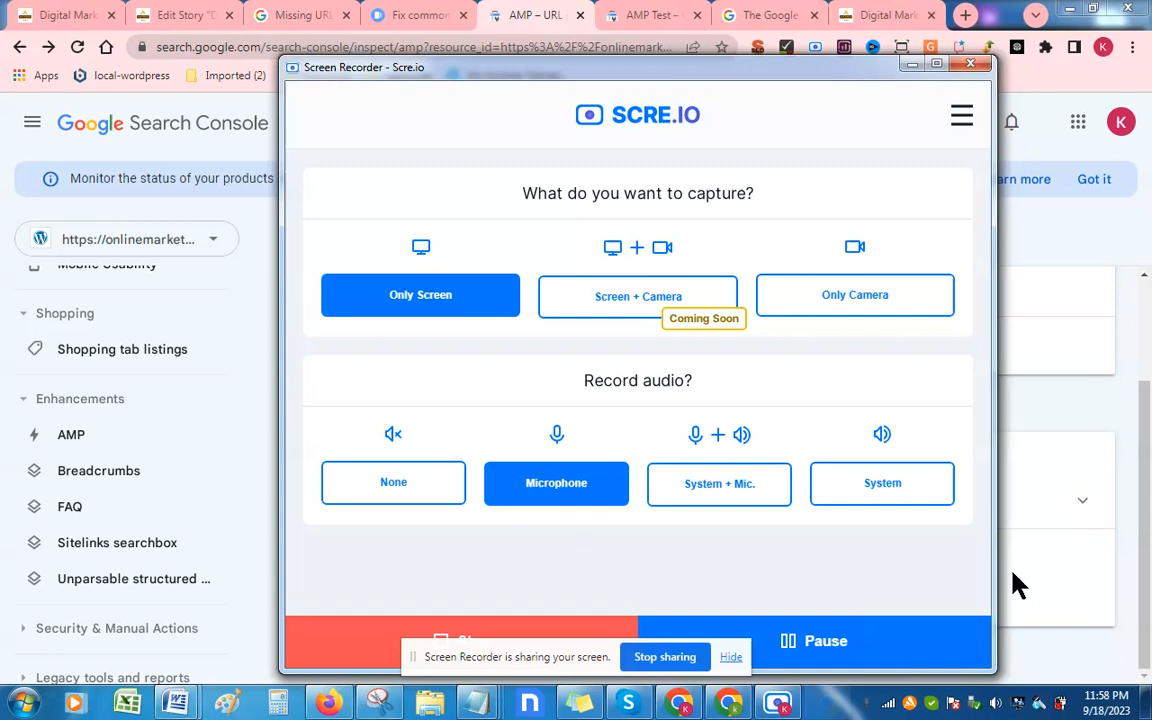 Digital Mark
Edit Story "D
Missing URL
Fix common
AMP – URL
AMP Test – U
The Google
Digital Mark
search.google.com/search-console/inspect/amp?resource_id=https%3A%2F%2Fonlinemark...
K
Apps
local-wordpress
Imported (2)
Screen Recorder - Scre.io
SCRE.IO
Google Search Console
K
Monitor the status of your products
arn more
Got it
What do you want to capture?
https://onlinemarket...
Only Screen
Screen + Camera
Only Camera
Coming Soon
Mobile Usability
Shopping
Shopping tab listings
Record audio?
Enhancements
AMP
Breadcrumbs
None
Microphone
System + Mic.
System
FAQ
Sitelinks searchbox
Unparsable structured ...
Security & Manual Actions
Pause
Screen Recorder is sharing your screen.
Stop sharing
Hide
Legacy tools and reports
11:58 PM
9/18/2023